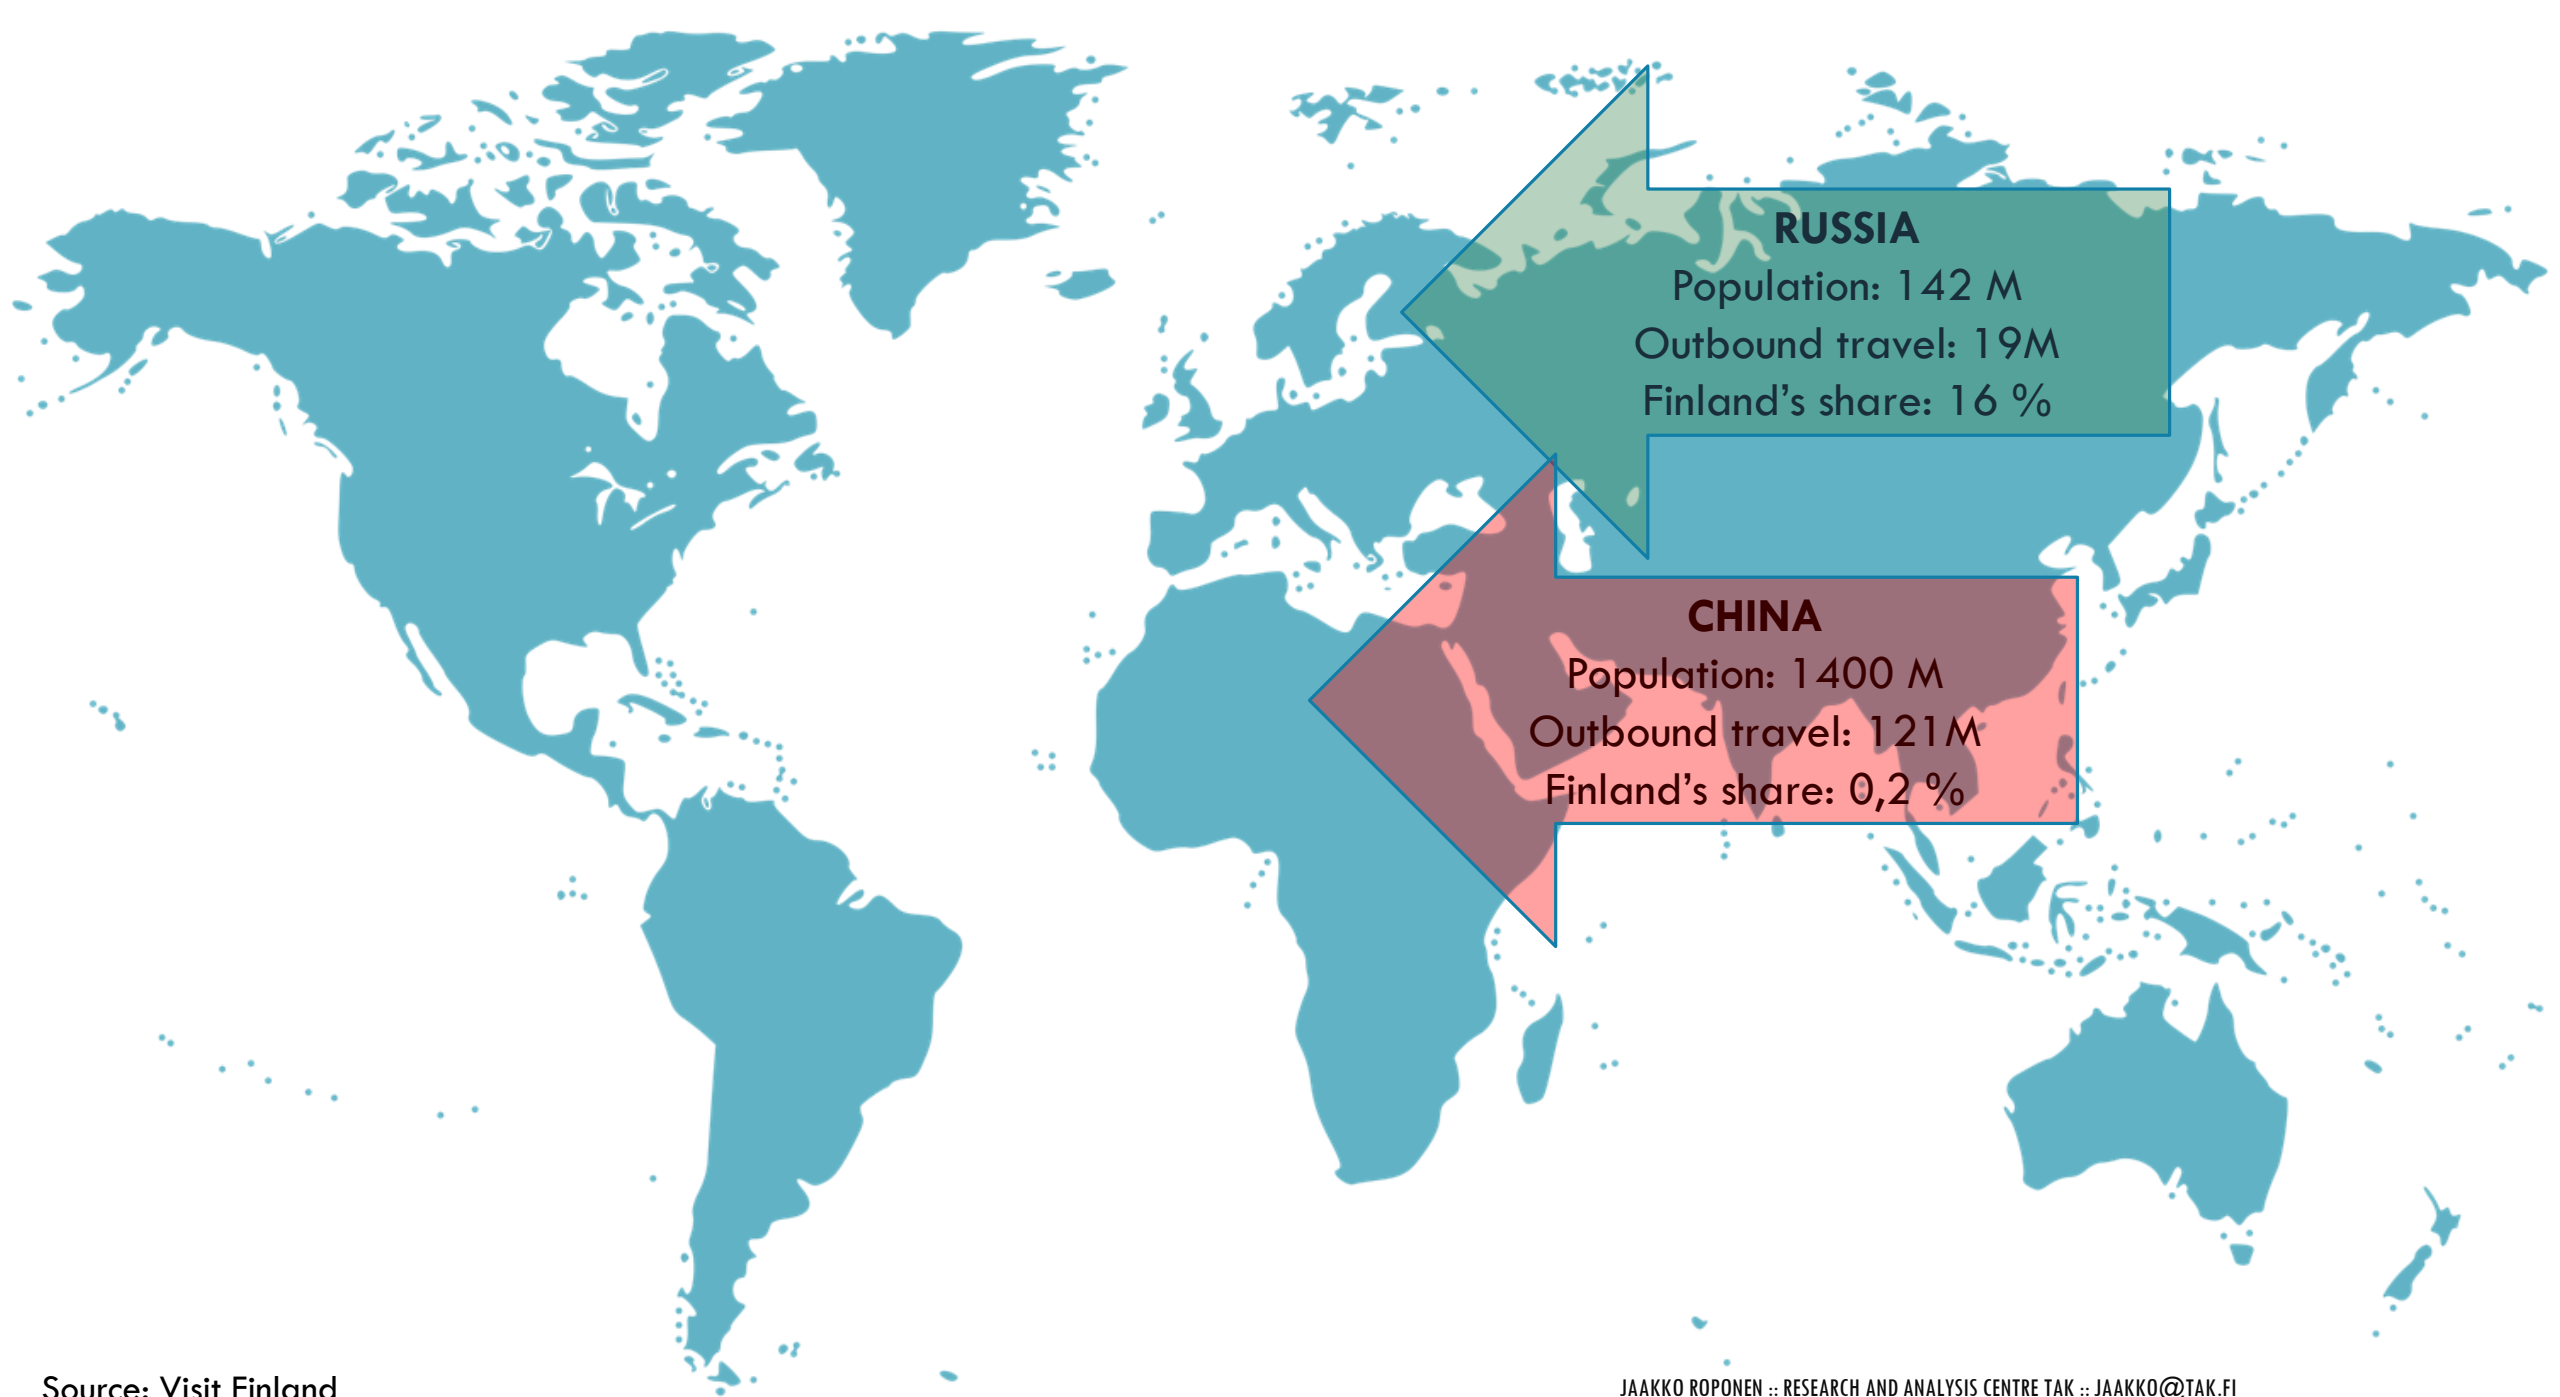 RUSSIA
Population: 142 M
Outbound travel: 19M
Finland's share: 16 %
CHINA
Population: 1400 M
Outbound travel: 121M
Finland's share: 0,2 %
Source: Visit Finland
JAAKKO ROPONEN :: RESEARCH AND ANALYSIS CENTRE TAK :: JAAKKO@TAK.FI